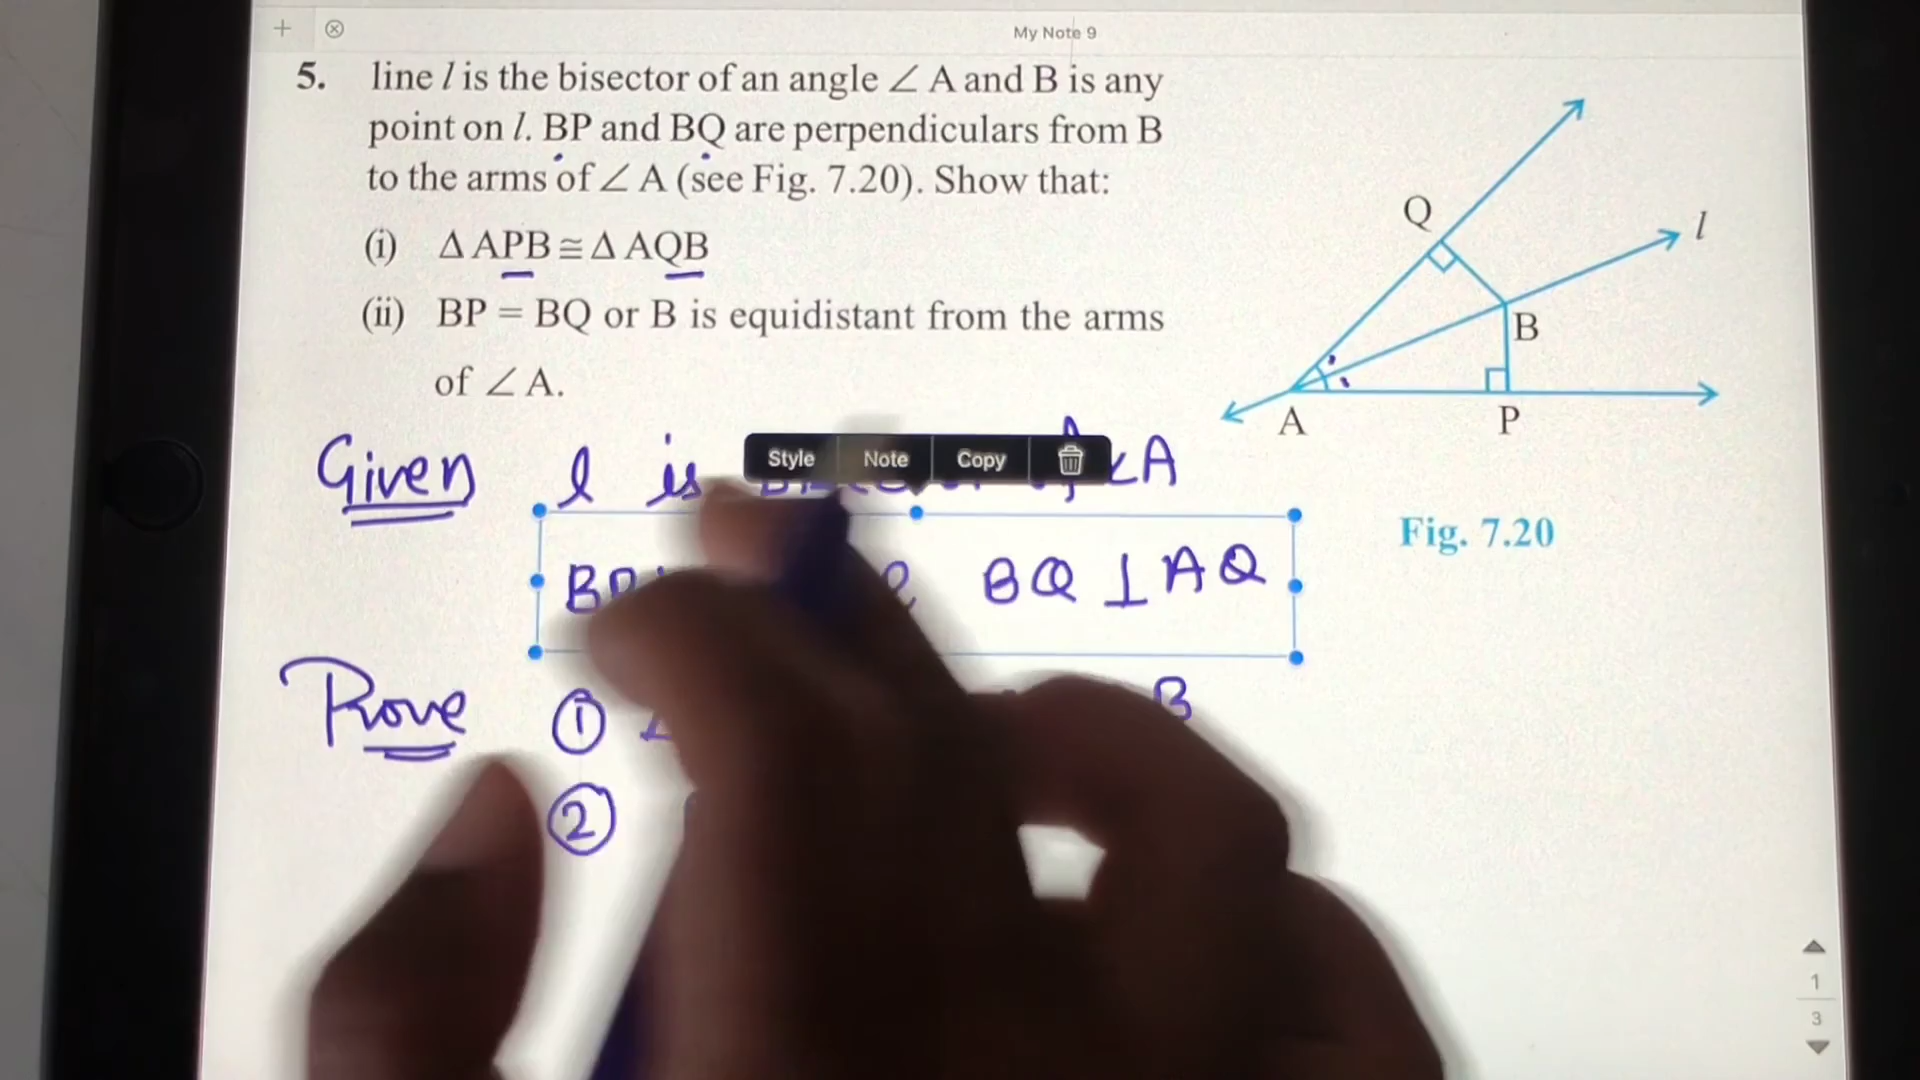 My Note 9
5. line l is the bisector of an angle ∠ A and B is any
point on l. BP and BQ are perpendiculars from B
to the arms of ∠ A (see Fig. 7.20). Show that:
(i) Δ APB ≅ Δ AQB
(ii) BP = BQ or B is equidistant from the arms
of ∠ A.
Q
l
B
A
P
Fig. 7.20
Style Note Copy
Given l is of <A
BQ ⊥ AQ
Prove ① B
②
1
3